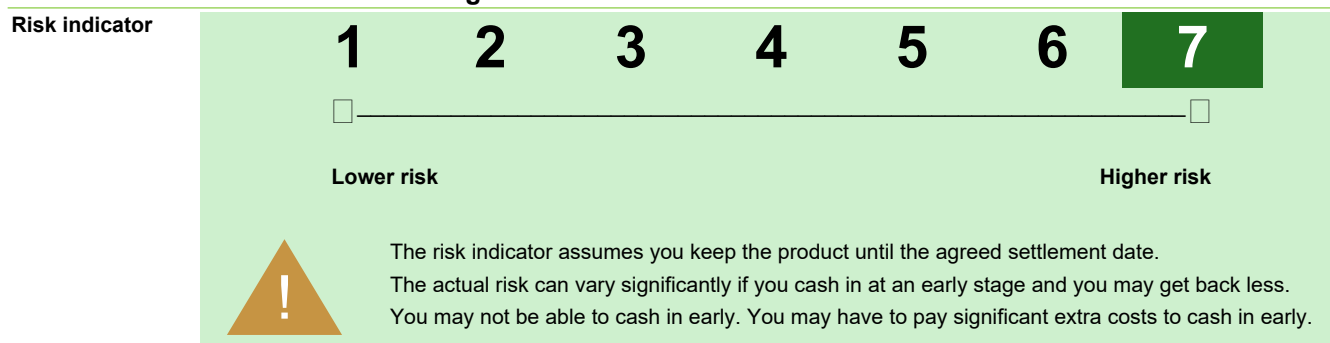 Risk indicator
1 2 3 4 5 6 7
Lower risk Higher risk
The risk indicator assumes you keep the product until the agreed settlement date.
! The actual risk can vary significantly if you cash in at an early stage and you may get back less.
You may not be able to cash in early. You may have to pay significant extra costs to cash in early.